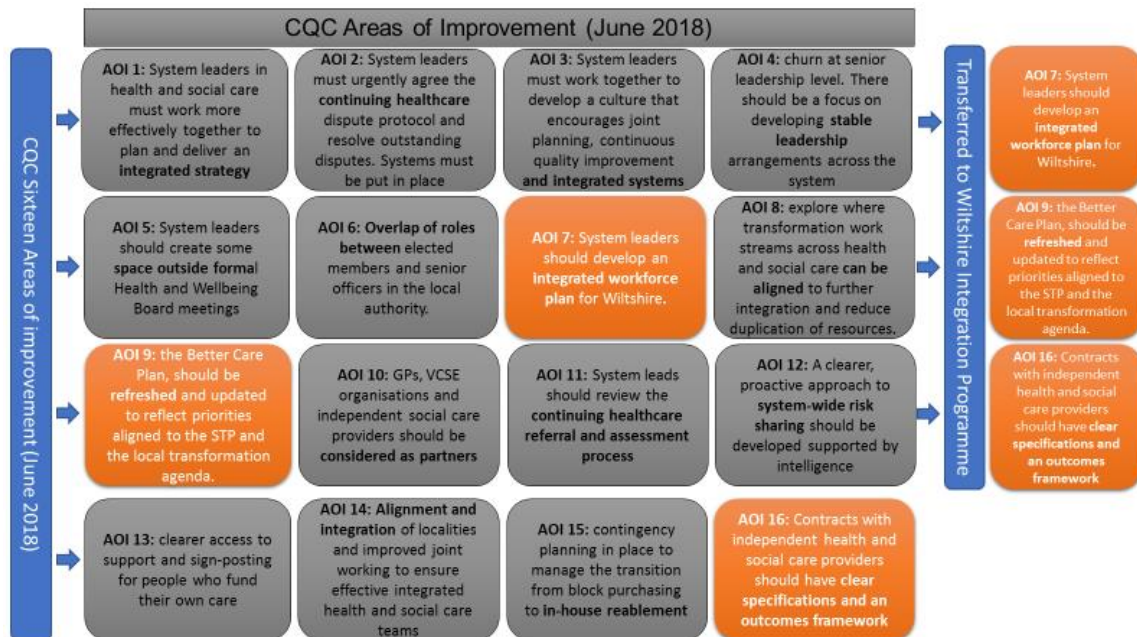 CQC Areas of Improvement (June 2018)
CQC Sixteen Areas of improvement (June 2018)
AOI 1: System leaders in
health and social care
must work more
effectively together to
plan and deliver an
integrated strategy
AOI 2: System leaders
must urgently agree the
continuing healthcare
dispute protocol and
resolve outstanding
disputes. Systems must
be put in place
AOI 3: System leaders
must work together to
develop a culture that
encourages joint
planning, continuous
quality improvement
and integrated systems
AOI 4: churn at senior
leadership level. There
should be a focus on
developing stable
leadership
arrangements across the
system
AOI 5: System leaders
should create some
space outside formal
Health and Wellbeing
Board meetings
AOI 6: Overlap of roles
between elected
members and senior
officers in the local
authority.
AOI 7: System leaders
should develop an
integrated workforce
plan for Wiltshire.
AOI 8: explore where
transformation work
streams across health
and social care can be
aligned to further
integration and reduce
duplication of resources.
AOI 9: the Better Care
Plan, should be
refreshed and updated
to reflect priorities
aligned to the STP and
the local transformation
agenda.
AOI 10: GPs, VCSE
organisations and
independent social care
providers should be
considered as partners
AOI 11: System leads
should review the
continuing healthcare
referral and assessment
process
AOI 12: A clearer,
proactive approach to
system-wide risk
sharing should be
developed supported by
intelligence
AOI 13: clearer access to
support and sign-posting
for people who fund
their own care
AOI 14: Alignment and
integration of localities
and improved joint
working to ensure
effective integrated
health and social care
teams
AOI 15: contingency
planning in place to
manage the transition
from block purchasing
to in-house reablement
AOI 16: Contracts with
independent health and
social care providers
should have clear
specifications and an
outcomes framework
Transferred to Wiltshire Integration Programme
AOI 7: System
leaders should
develop an
integrated
workforce plan for
Wiltshire.
AOI 9: the Better
Care Plan, should be
refreshed and
updated to reflect
priorities aligned to
the STP and the
local transformation
agenda.
AOI 16: Contracts
with independent
health and social
care providers
should have clear
specifications and
an outcomes
framework